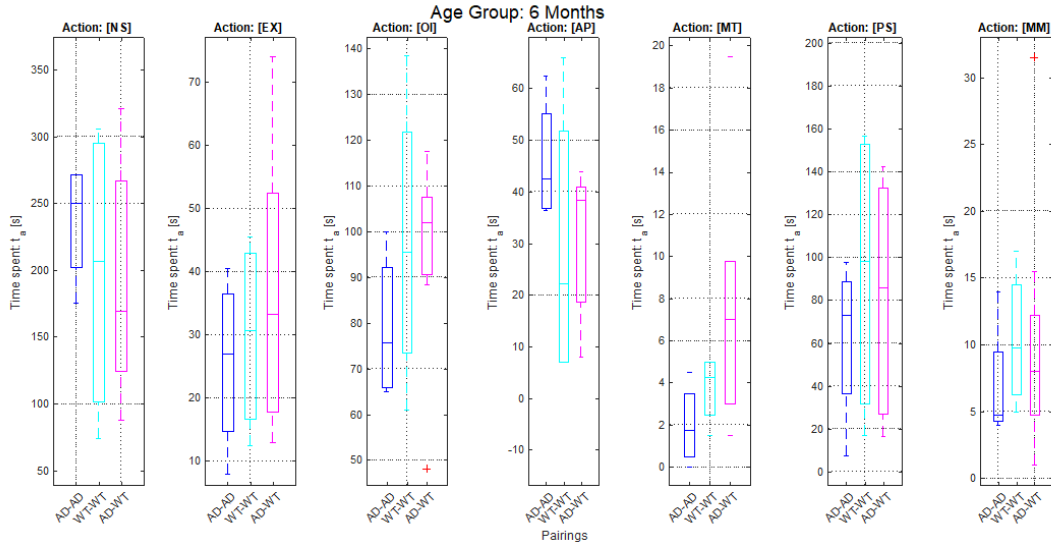 Age Group: 6 Months
Action: [NS]
Time spent: t_a [s]
350
300
250
200
150
100
50
AD-AD
WT-WT
AD-WT
Action: [EX]
Time spent: t_a [s]
70
60
50
40
30
20
10
AD-AD
WT-WT
AD-WT
Action: [OI]
Time spent: t_a [s]
140
130
120
110
100
90
80
70
60
50
AD-AD
WT-WT
AD-WT
Action: [AP]
Time spent: t_a [s]
60
50
40
30
20
10
0
-10
AD-AD
WT-WT
AD-WT
Action: [MT]
Time spent: t_a [s]
20
18
16
14
12
10
8
6
4
2
0
AD-AD
WT-WT
AD-WT
Action: [PS]
Time spent: t_a [s]
200
180
160
140
120
100
80
60
40
20
0
AD-AD
WT-WT
AD-WT
Action: [MM]
Time spent: t_a [s]
30
25
20
15
10
5
0
AD-AD
WT-WT
AD-WT
Pairings